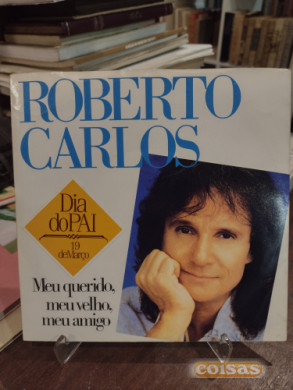 ROBERTO
CARLOS
Dia
do PAI
19
de Março
Meu querido,
meu velho,
meu amigo
coisas